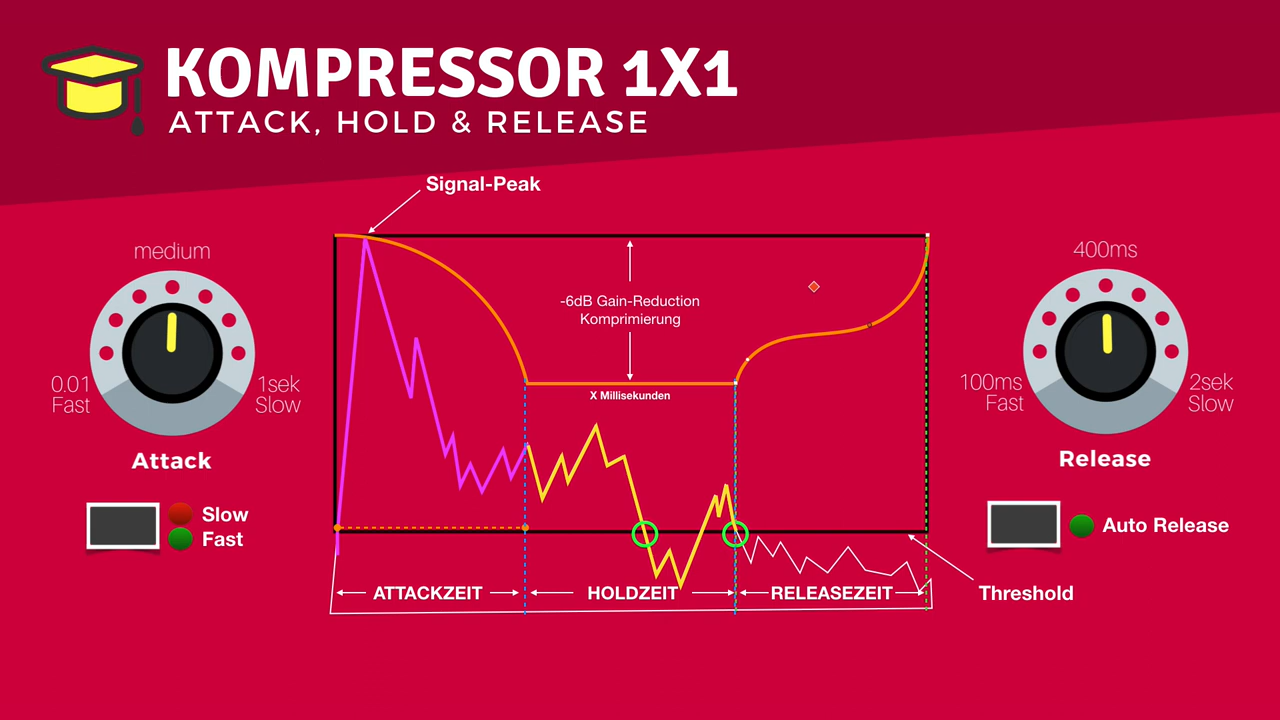 KOMPRESSOR 1X1
ATTACK, HOLD & RELEASE
Signal-Peak
medium
0.01
Fast
1sek
Slow
Attack
Slow
Fast
-6dB Gain-Reduction
Komprimierung
X Millisekunden
ATTACKZEIT
HOLDZEIT
RELEASEZEIT
400ms
100ms
Fast
2sek
Slow
Release
Auto Release
Threshold